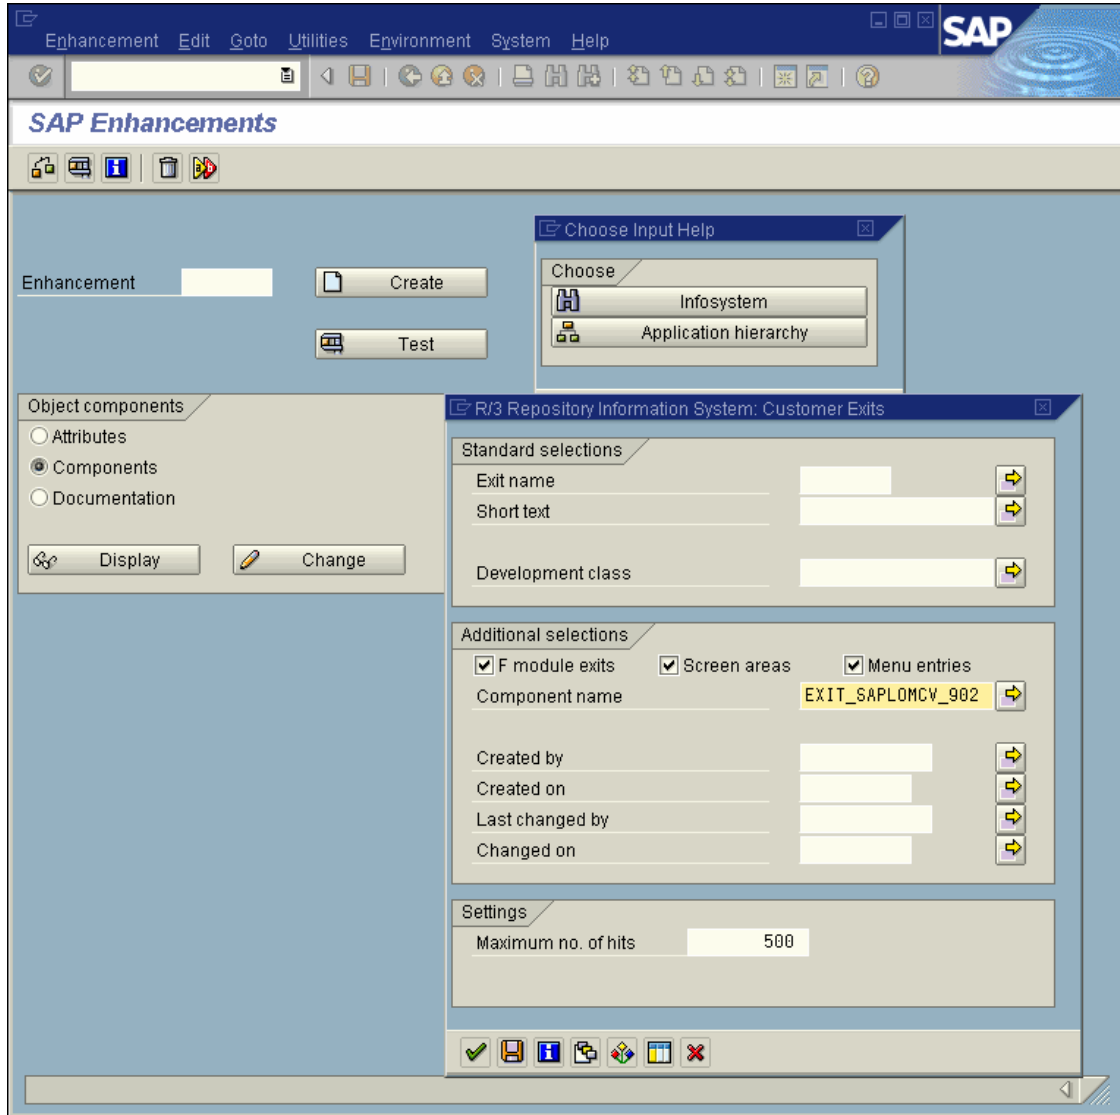 Enhancement Edit Goto Utilities Environment System Help
SAP
SAP Enhancements
Enhancement
Create
Test
Choose Input Help
Choose
Infosystem
Application hierarchy
Object components
Attributes
Components
Documentation
Display
Change
R/3 Repository Information System: Customer Exits
Standard selections
Exit name
Short text
Development class
Additional selections
F module exits
Screen areas
Menu entries
Component name
EXIT_SAPLOMCV_902
Created by
Created on
Last changed by
Changed on
Settings
Maximum no. of hits
500